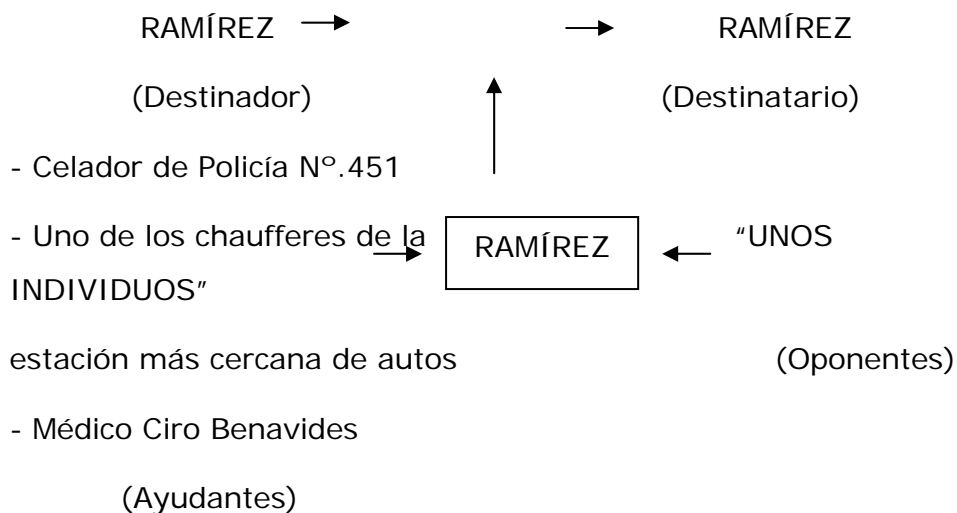 RAMÍREZ RAMÍREZ
(Destinador) (Destinatario)
- Celador de Policía Nº.451
- Uno de los chaufferes de la RAMÍREZ “UNOS
INDIVIDUOS”
estación más cercana de autos (Oponentes)
- Médico Ciro Benavides
(Ayudantes)